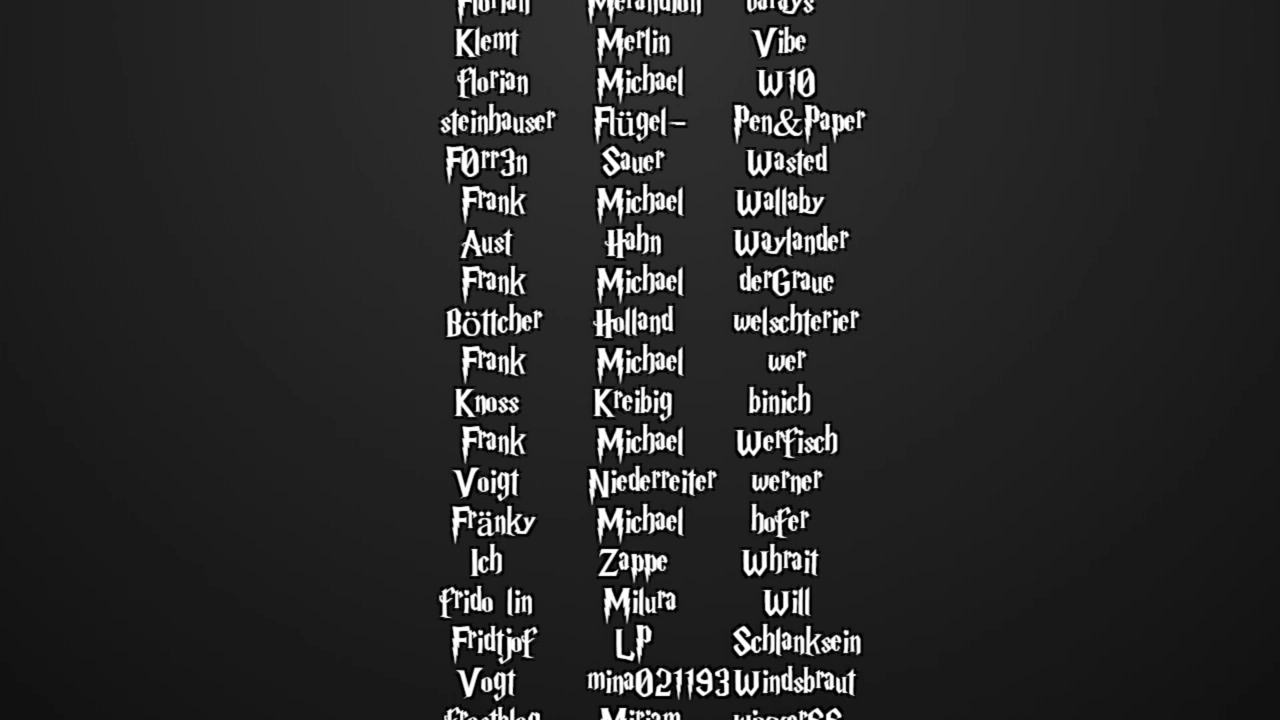 Florian
Klemt
florian
steinhauser
F0rr3n
Frank
Aust
Frank
Böttcher
Frank
Knoss
Frank
Voigt
Fränky
Ich
frido lin
Fridtjof
Vogt
Merlin
Michael
Flügel-
Sauer
Michael
Hahn
Michael
Holland
Michael
Kreibig
Michael
Niederreiter
Michael
Zappe
Milura
LP
mina021193
Miriam
Vibe
W10
Pen&Paper
Wasted
Wallaby
Waylander
derGraue
welschterier
wer
binich
Werfisch
werner
hofer
Whrait
Will
Schlanksein
Windsbraut